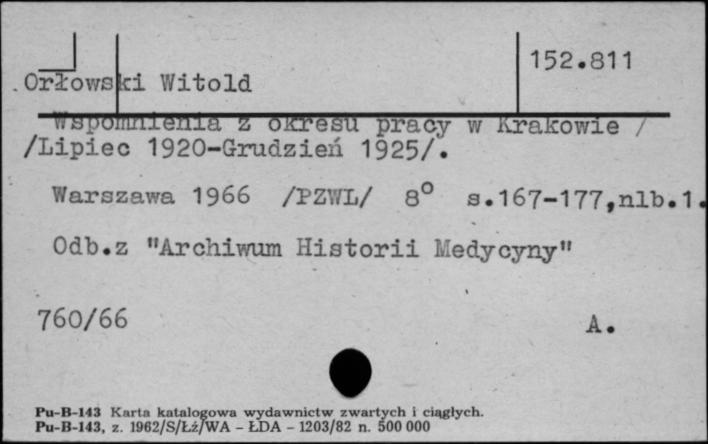 152.811
Orłowski Witold
Wspomnienia z okresu pracy w Krakowie /
/Lipiec 1920-Grudzień 1925/.
Warszawa 1966 /PZWL/ 8° s.167-177,nlb.1.
Odb.z "Archiwum Historii Medycyny"
760/66 A.
Pu-B-143 Karta katalogowa wydawnictw zwartych i ciągłych.
Pu-B-143, z. 1962/S/Łź/WA - ŁDA - 1203/82 n. 500 000